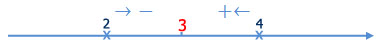 → − + ←
2 3 4
x x